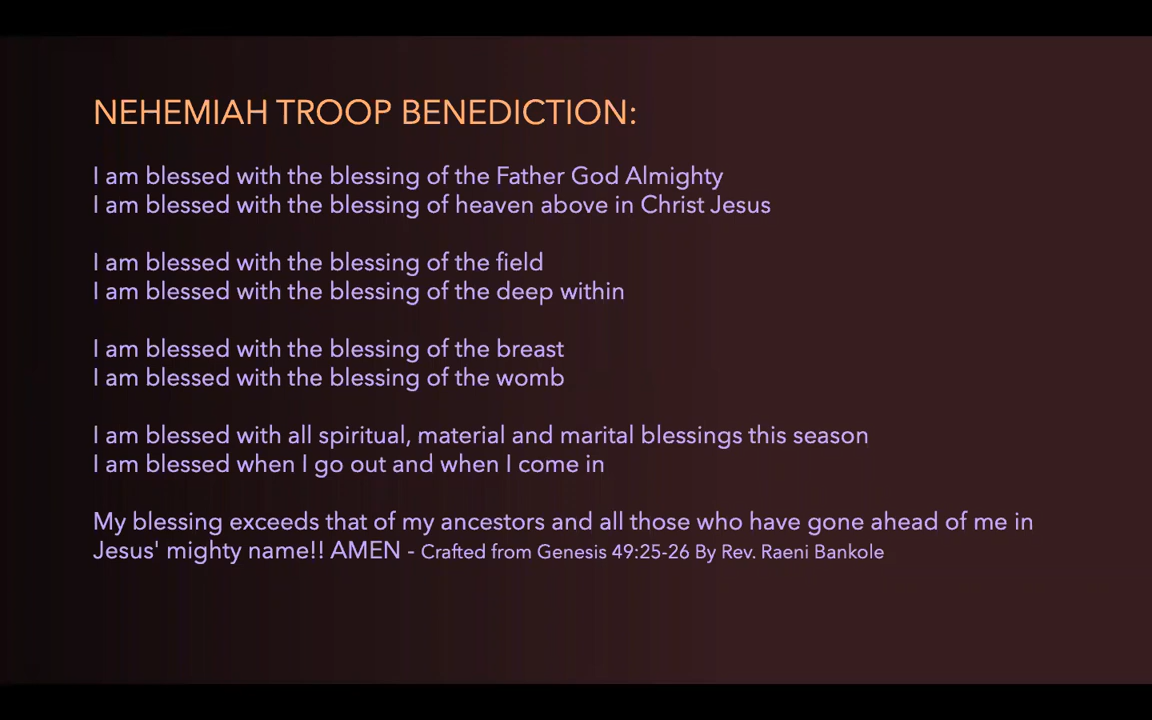 NEHEMIAH TROOP BENEDICTION:
I am blessed with the blessing of the Father God Almighty
I am blessed with the blessing of heaven above in Christ Jesus
I am blessed with the blessing of the field
I am blessed with the blessing of the deep within
I am blessed with the blessing of the breast
I am blessed with the blessing of the womb
I am blessed with all spiritual, material and marital blessings this season
I am blessed when I go out and when I come in
My blessing exceeds that of my ancestors and all those who have gone ahead of me in
Jesus' mighty name!! AMEN - Crafted from Genesis 49:25-26 By Rev. Raeni Bankole